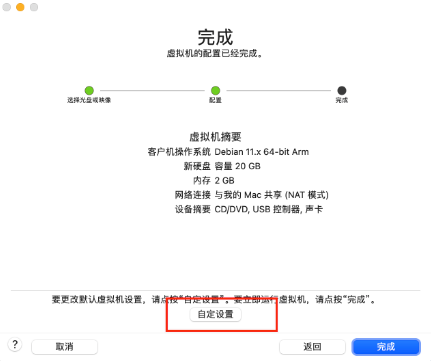 完成
虚拟机的配置已经完成。
选择光盘或映像
配置
完成
虚拟机摘要
客户机操作系统 Debian 11.x 64-bit Arm
新硬盘 容量 20 GB
内存 2 GB
网络连接 与我的 Mac 共享 (NAT 模式)
设备摘要 CD/DVD, USB 控制器, 声卡
要更改默认虚拟机设置，请点按“自定设置”。要立即运行虚拟机，请点按“完成”。
自定设置
?
取消
返回
完成